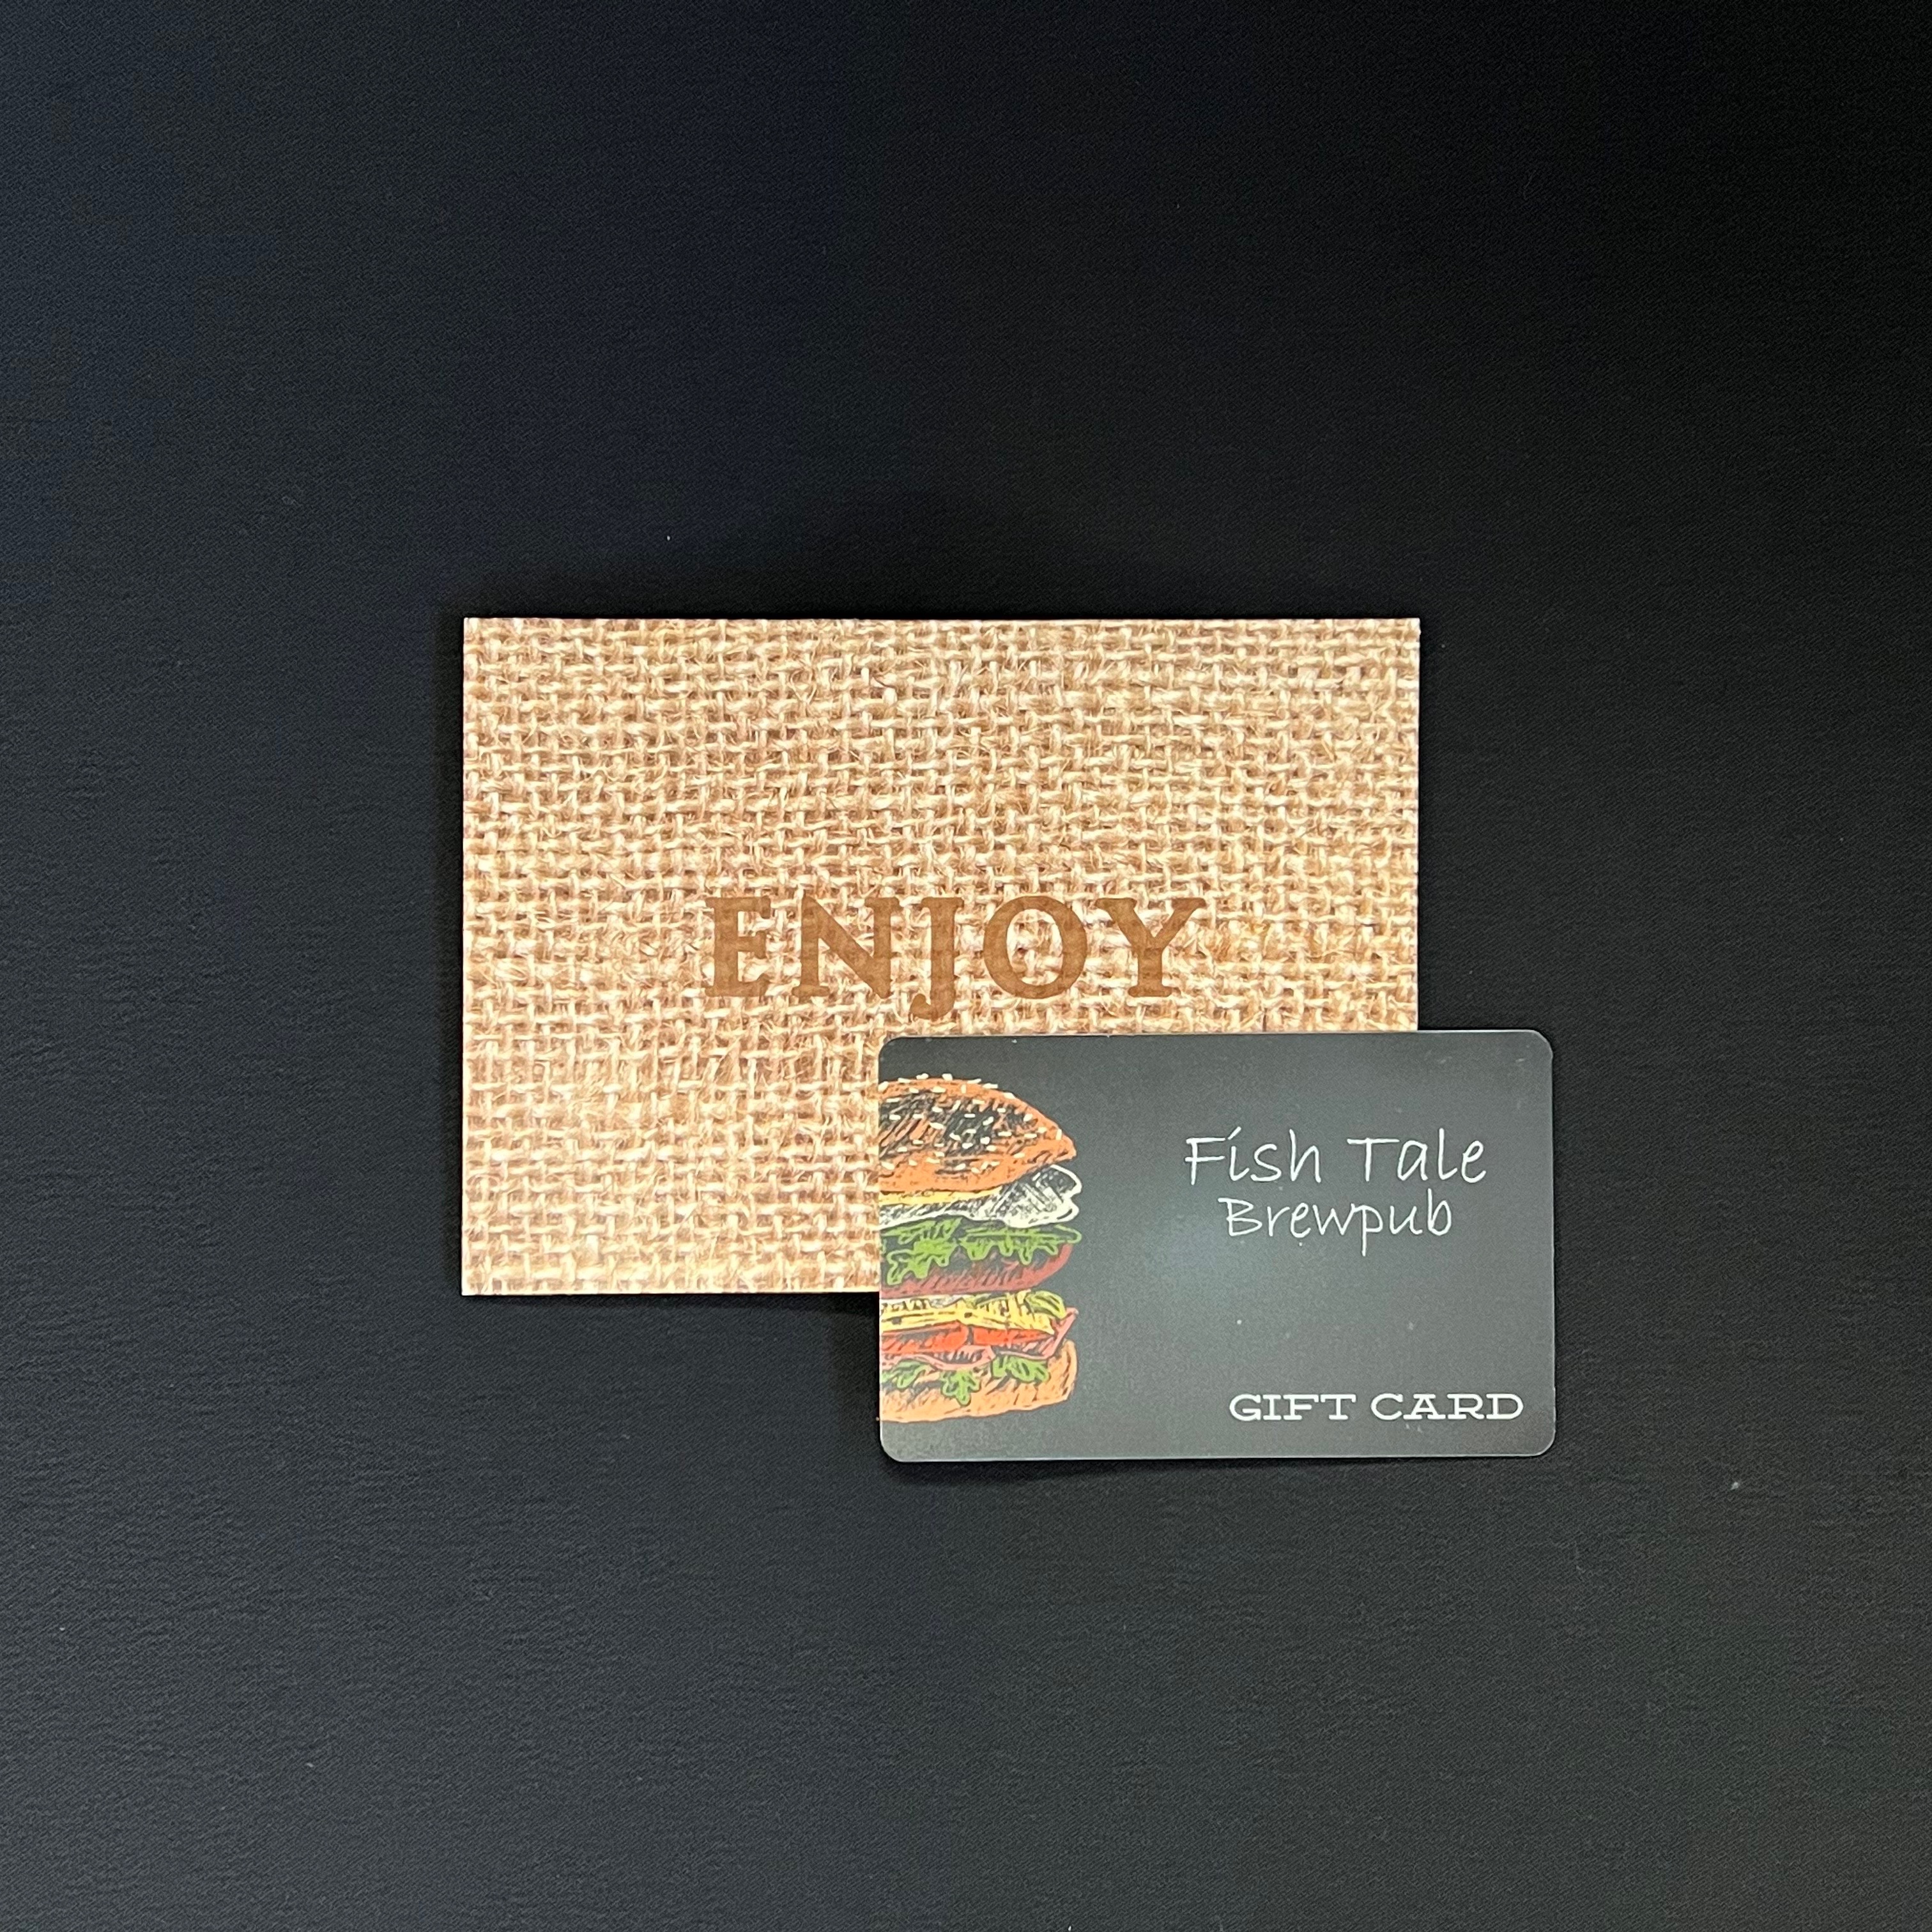 ENJOY
Fish Tale
Brewpub
GIFT CARD